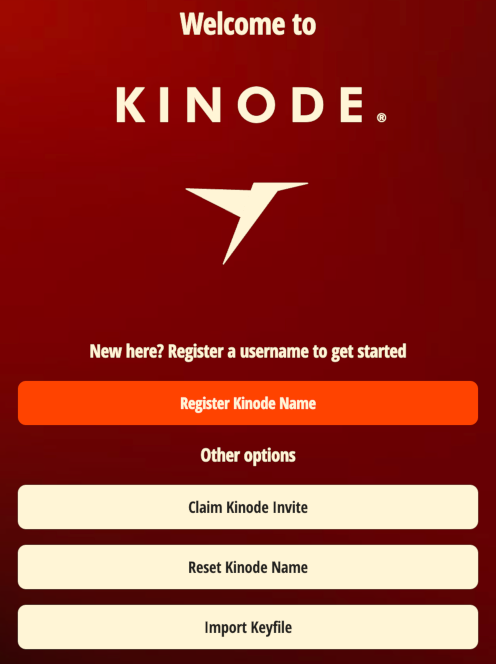 Welcome to
KINODE®
New here? Register a username to get started
Register Kinode Name
Other options
Claim Kinode Invite
Reset Kinode Name
Import Keyfile